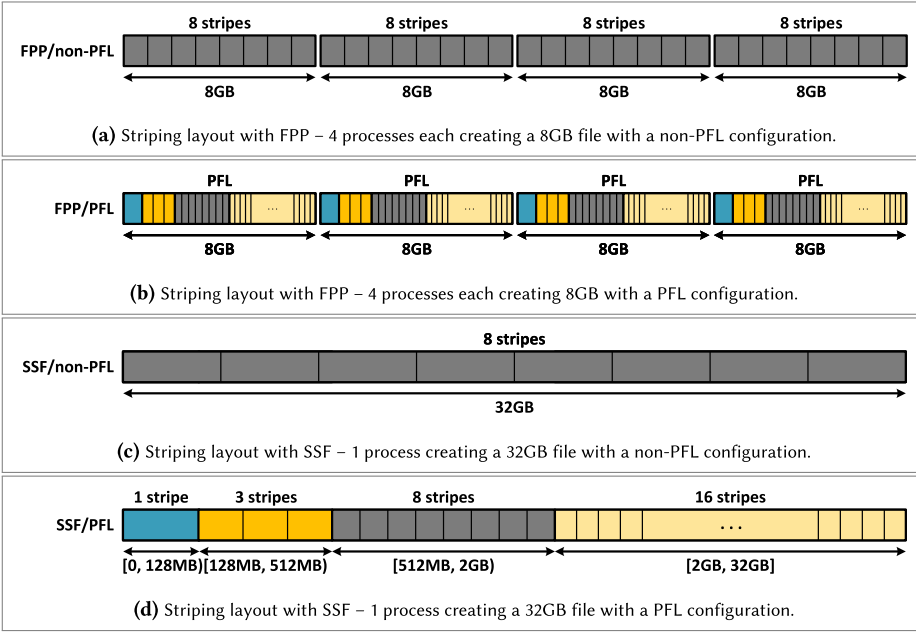 8 stripes 8 stripes 8 stripes 8 stripes
FPP/non-PFL
8GB 8GB 8GB 8GB
(a) Striping layout with FPP – 4 processes each creating a 8GB file with a non-PFL configuration.
PFL PFL PFL PFL
FPP/PFL ... ... ... ...
8GB 8GB 8GB 8GB
(b) Striping layout with FPP – 4 processes each creating 8GB with a PFL configuration.
8 stripes
SSF/non-PFL
32GB
(c) Striping layout with SSF – 1 process creating a 32GB file with a non-PFL configuration.
1 stripe 3 stripes 8 stripes 16 stripes
SSF/PFL ...
[0, 128MB) [128MB, 512MB) [512MB, 2GB) [2GB, 32GB]
(d) Striping layout with SSF – 1 process creating a 32GB file with a PFL configuration.